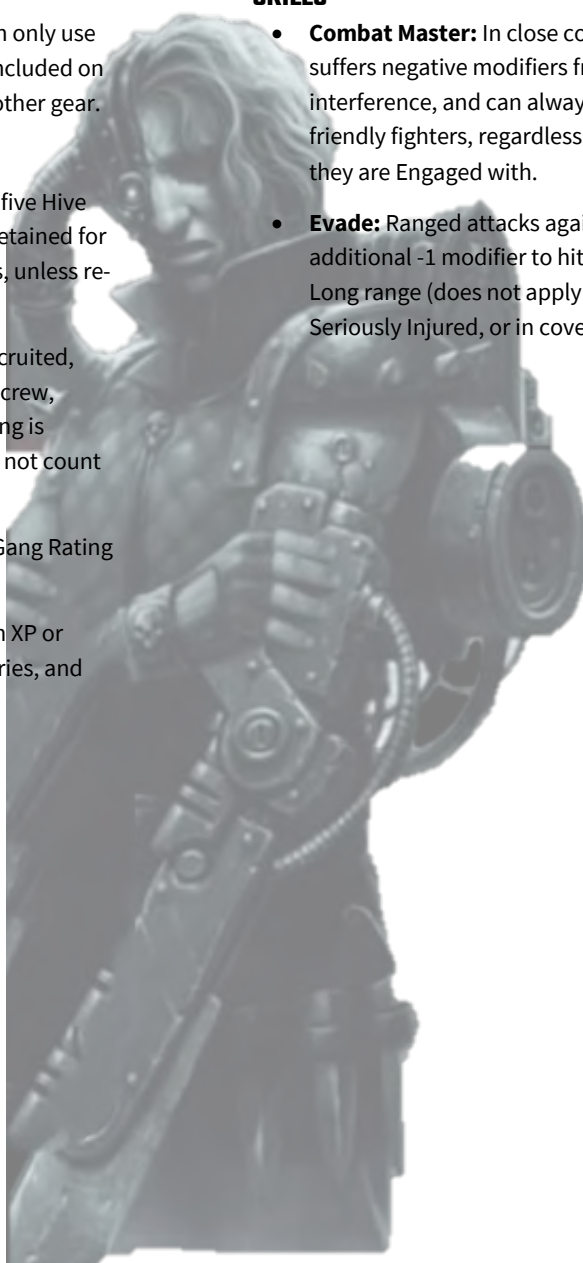 n only use
ncluded on
other gear.
five Hive
etained for
s, unless re-
cruited,
crew,
ng is
not count
Gang Rating
n XP or
ries, and
SKILLS
• Combat Master: In close co
suffers negative modifiers fr
interference, and can alway
friendly fighters, regardless
they are Engaged with.
• Evade: Ranged attacks agai
additional -1 modifier to hit
Long range (does not apply
Seriously Injured, or in cove